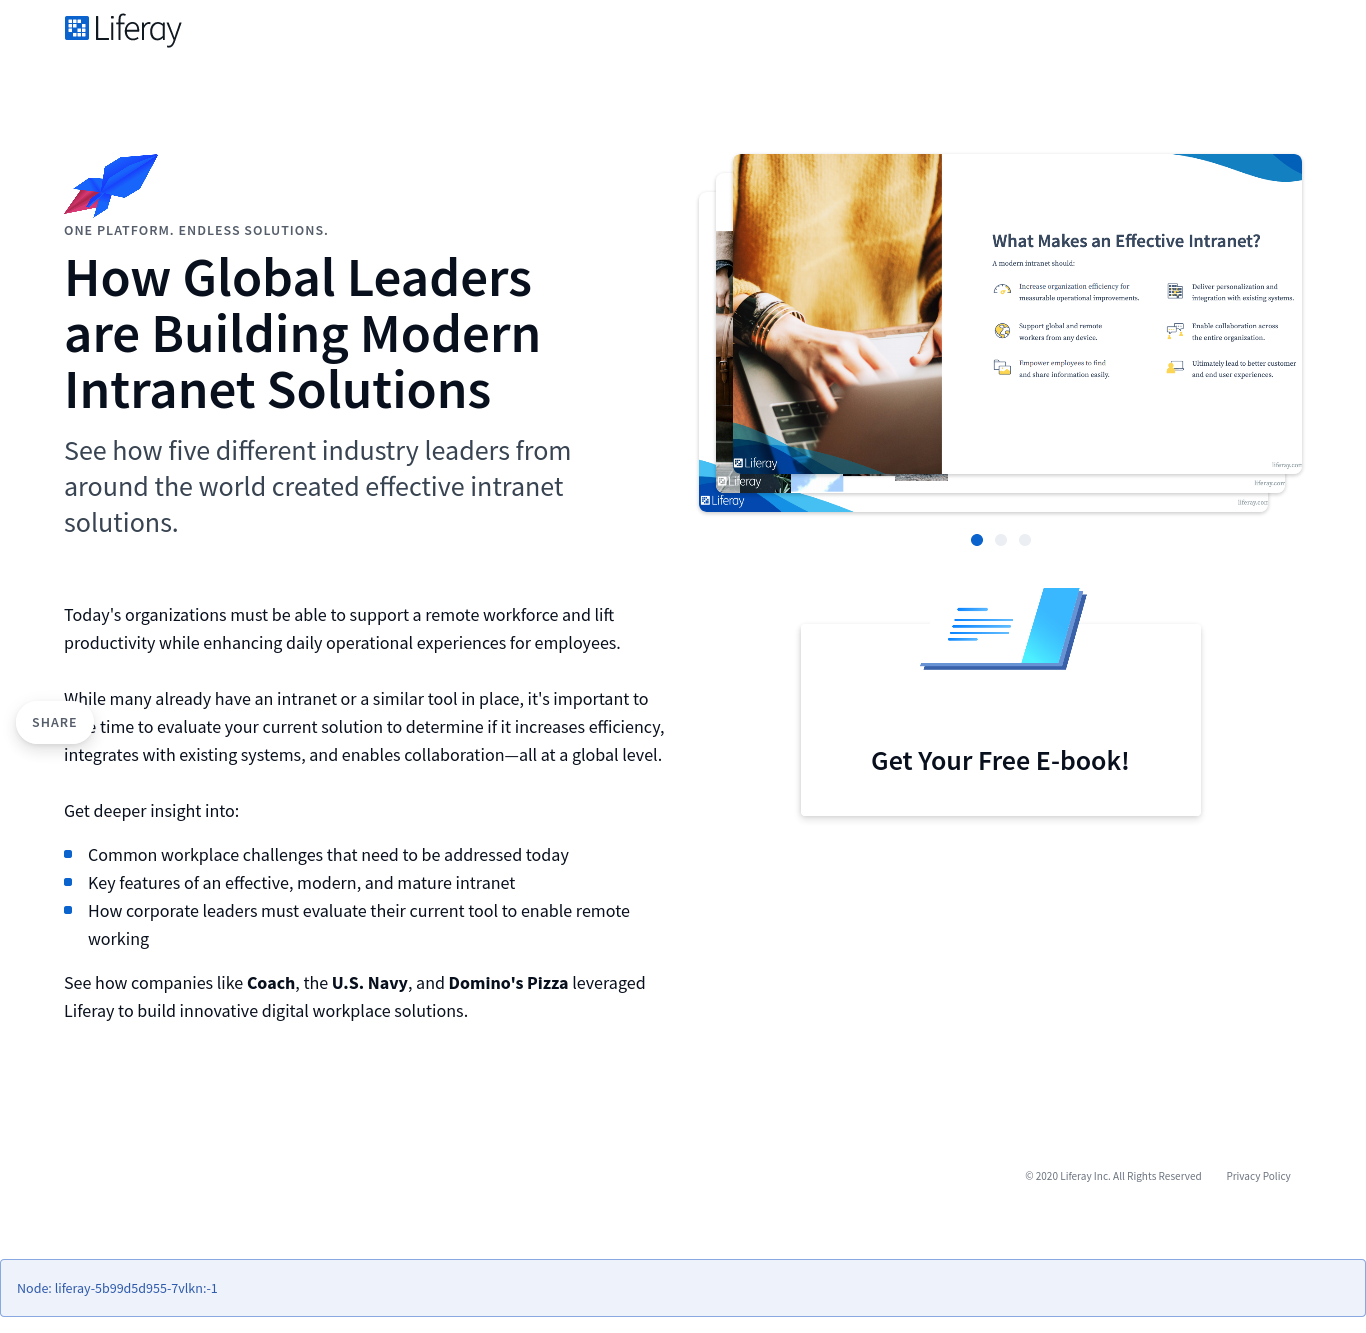 Liferay
ONE PLATFORM. ENDLESS SOLUTIONS.
How Global Leaders
are Building Modern
Intranet Solutions
See how five different industry leaders from
around the world created effective intranet
solutions.
Today's organizations must be able to support a remote workforce and lift
productivity while enhancing daily operational experiences for employees.
While many already have an intranet or a similar tool in place, it's important to
time to evaluate your current solution to determine if it increases efficiency,
integrates with existing systems, and enables collaboration—all at a global level.
SHARE
Get deeper insight into:
Common workplace challenges that need to be addressed today
Key features of an effective, modern, and mature intranet
How corporate leaders must evaluate their current tool to enable remote
working
See how companies like Coach, the U.S. Navy, and Domino's Pizza leveraged
Liferay to build innovative digital workplace solutions.
What Makes an Effective Intranet?
A modern intranet should:
Increase organization efficiency for
measurable operational improvements.
Deliver personalization and
integration with existing systems.
Support global and remote
workers from any device.
Enable collaboration across
the entire organization.
Empower employees to find
and share information easily.
Ultimately lead to better customer
and end user experiences.
Liferay
liferay.com
Liferay
liferay.com
Liferay
liferay.com
Get Your Free E-book!
© 2020 Liferay Inc. All Rights Reserved
Privacy Policy
Node: liferay-5b99d5d955-7vlkn:-1